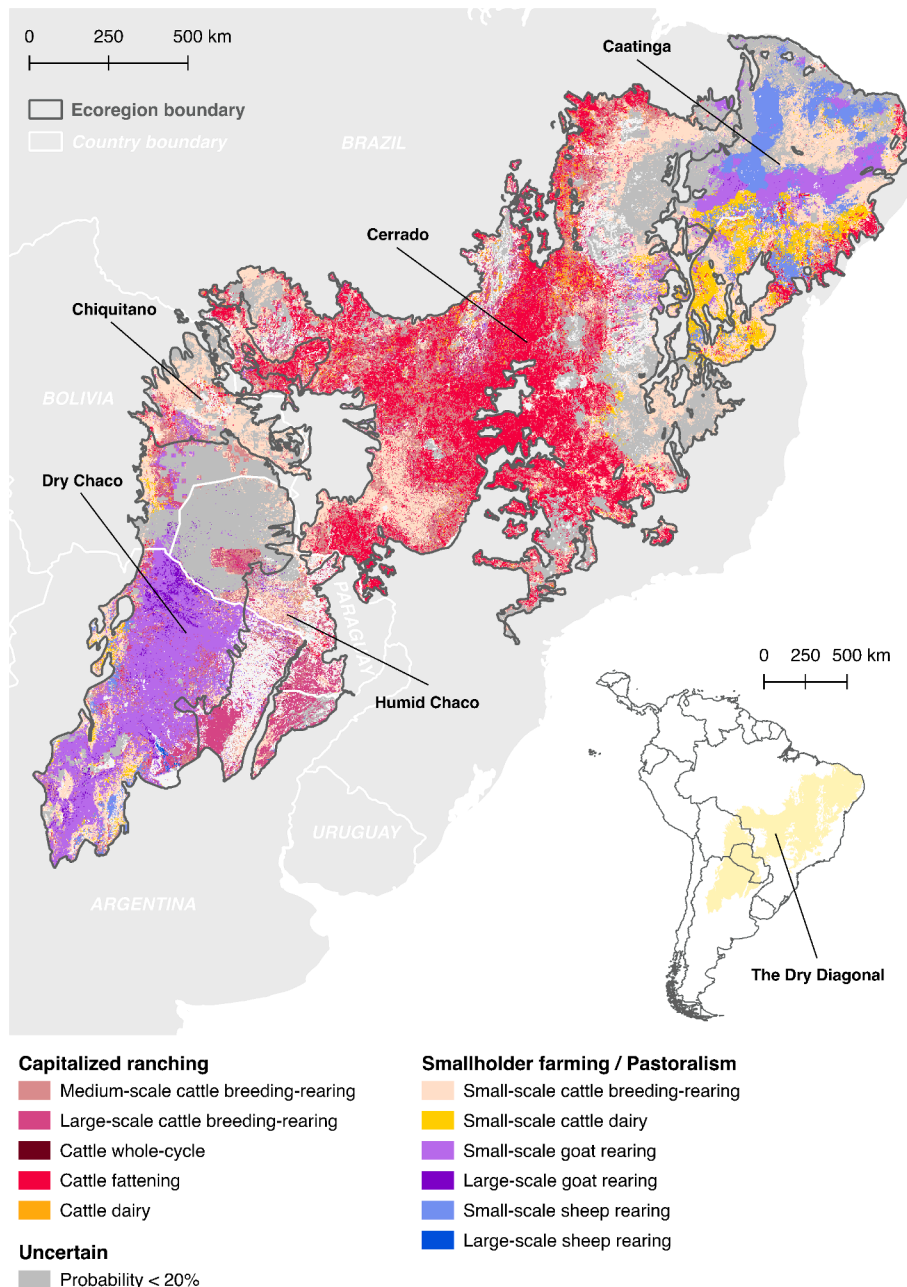 0 250 500 km
Ecoregion boundary
Country boundary
Caatinga
BRAZIL
Cerrado
Chiquitano
BOLIVIA
Dry Chaco
PARAGUAY
Humid Chaco
0 250 500 km
URUGUAY
ARGENTINA
The Dry Diagonal
Capitalized ranching
Medium-scale cattle breeding-rearing
Large-scale cattle breeding-rearing
Cattle whole-cycle
Cattle fattening
Cattle dairy
Uncertain
Probability < 20%
Smallholder farming / Pastoralism
Small-scale cattle breeding-rearing
Small-scale cattle dairy
Small-scale goat rearing
Large-scale goat rearing
Small-scale sheep rearing
Large-scale sheep rearing